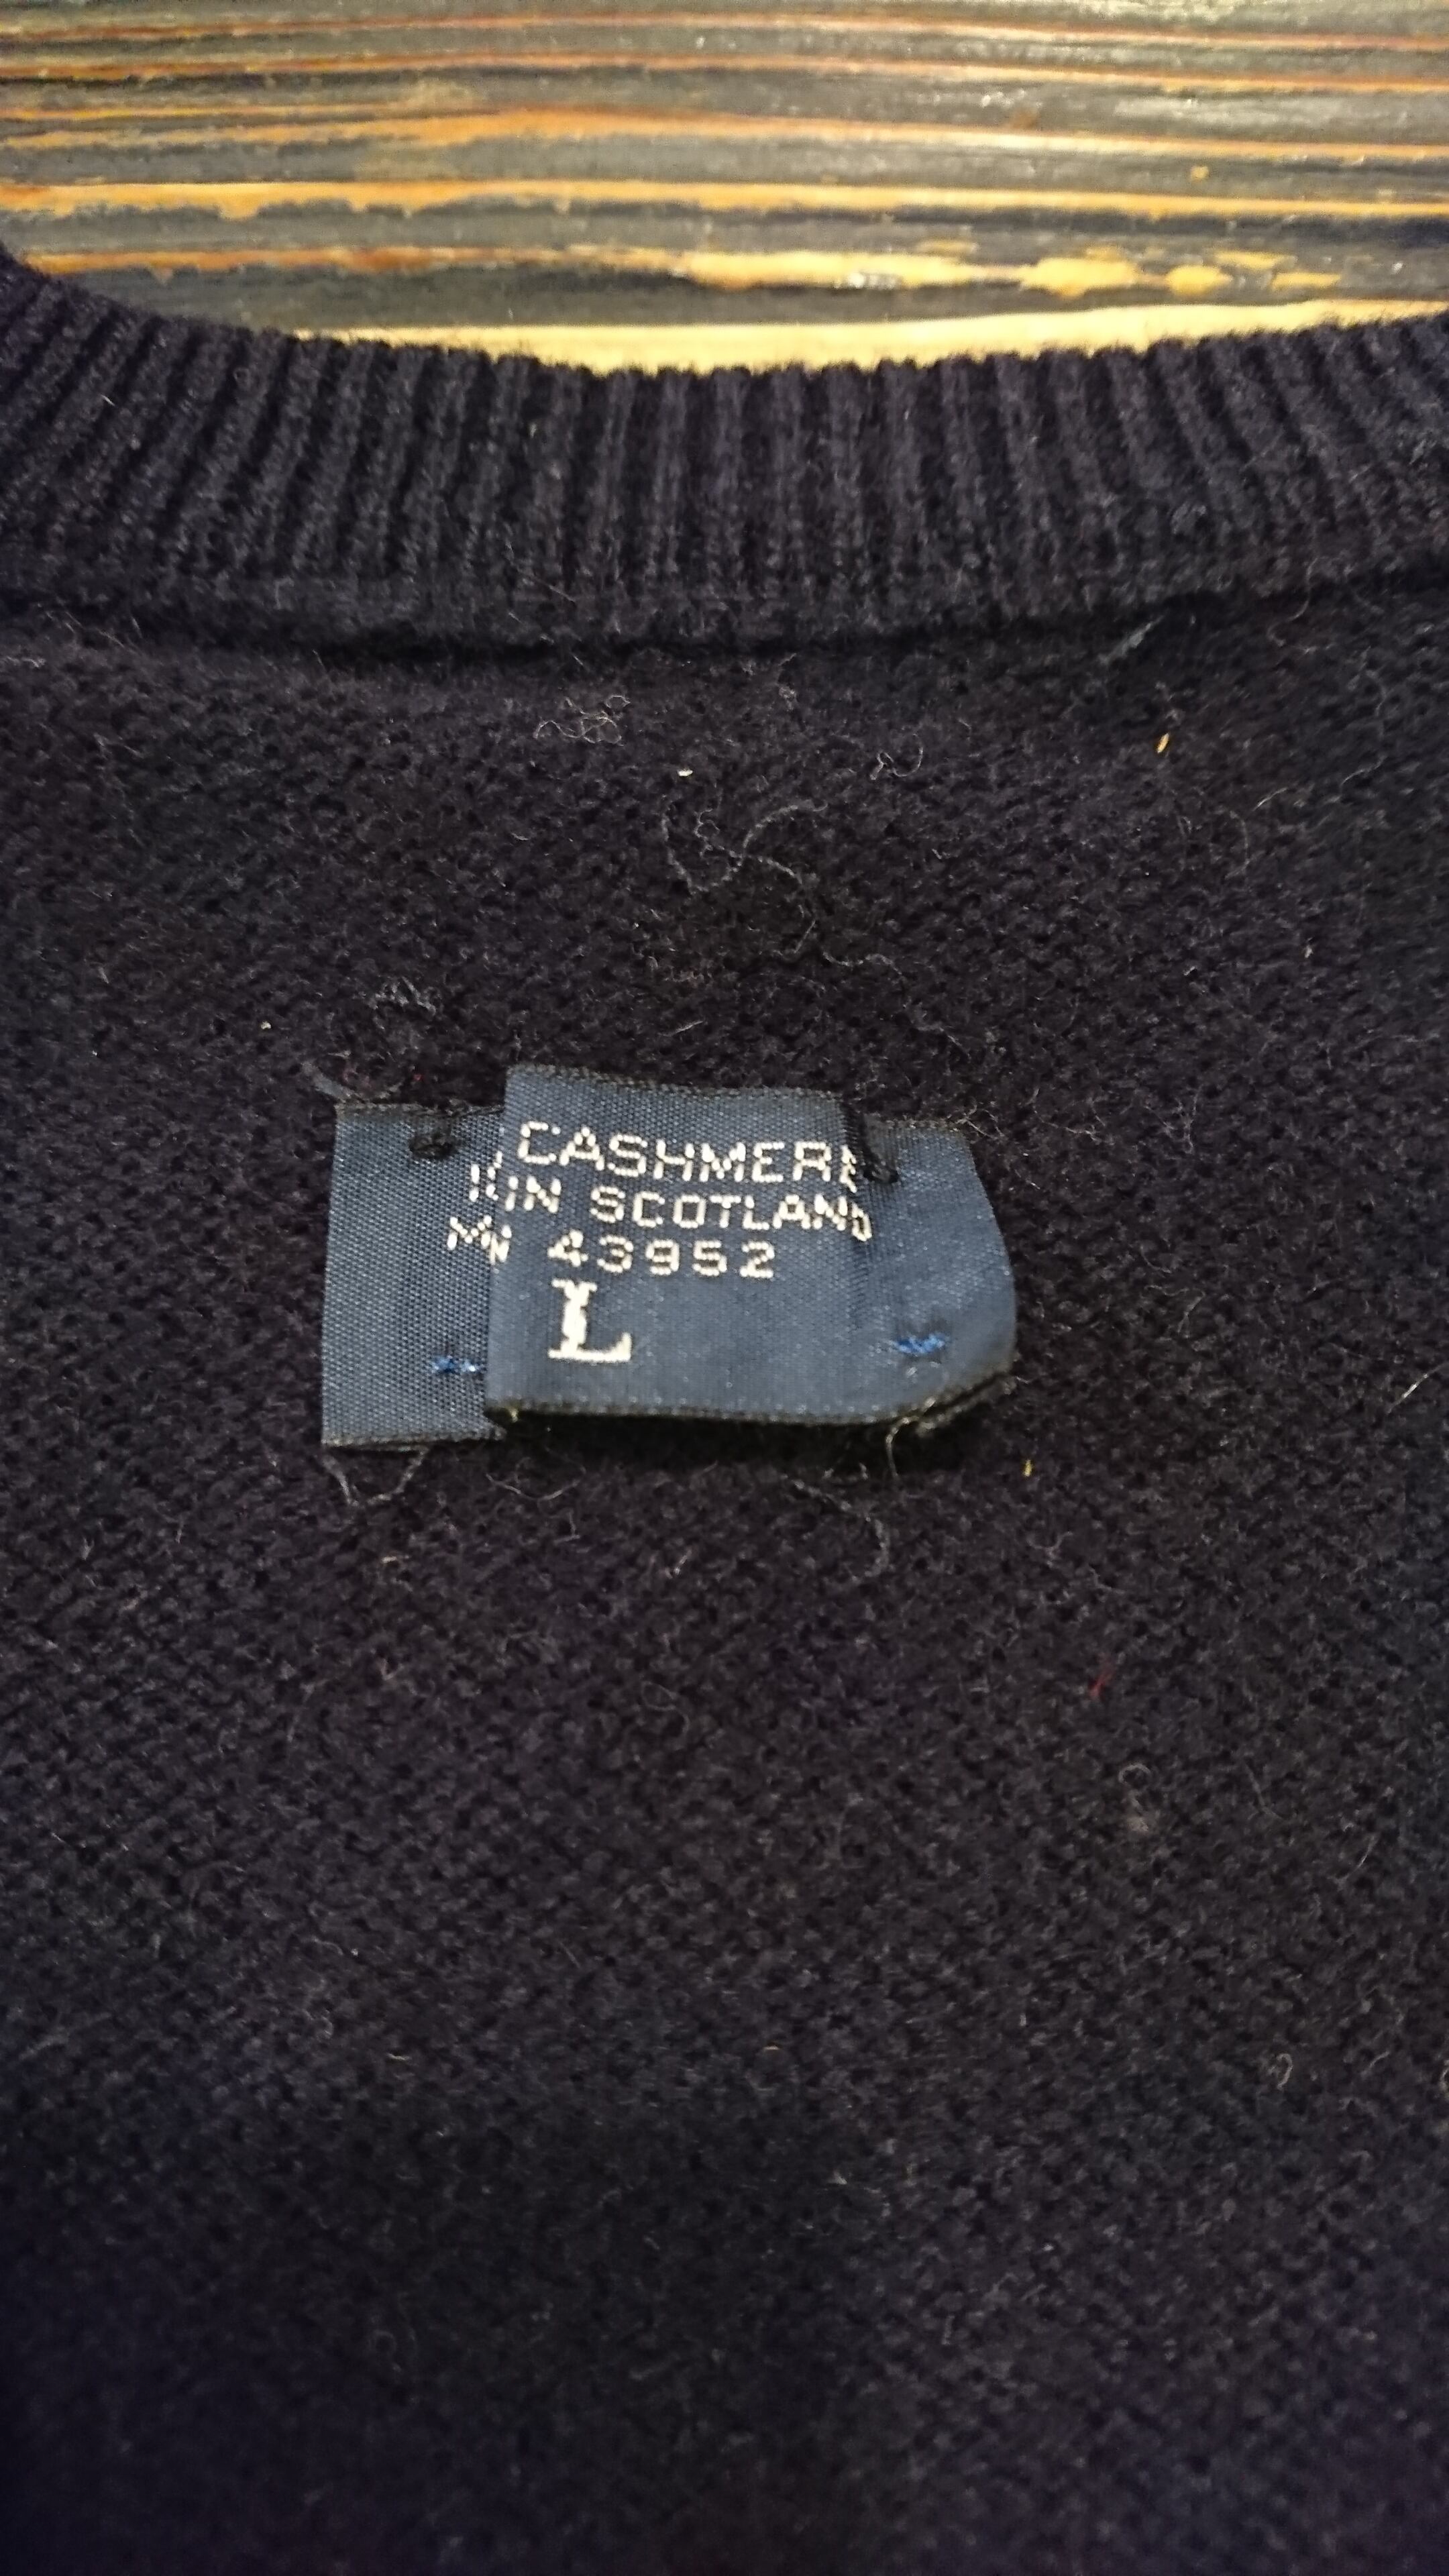 CASHMERE
IN SCOTLAND
43952
L